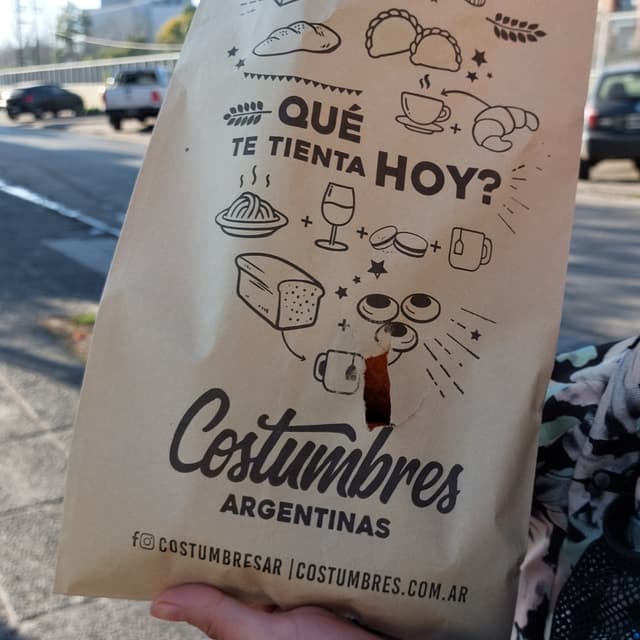 QUÉ
TE TIENTA HOY?
Costumbres
ARGENTINAS
COSTUMBRESAR | COSTUMBRES.COM.AR